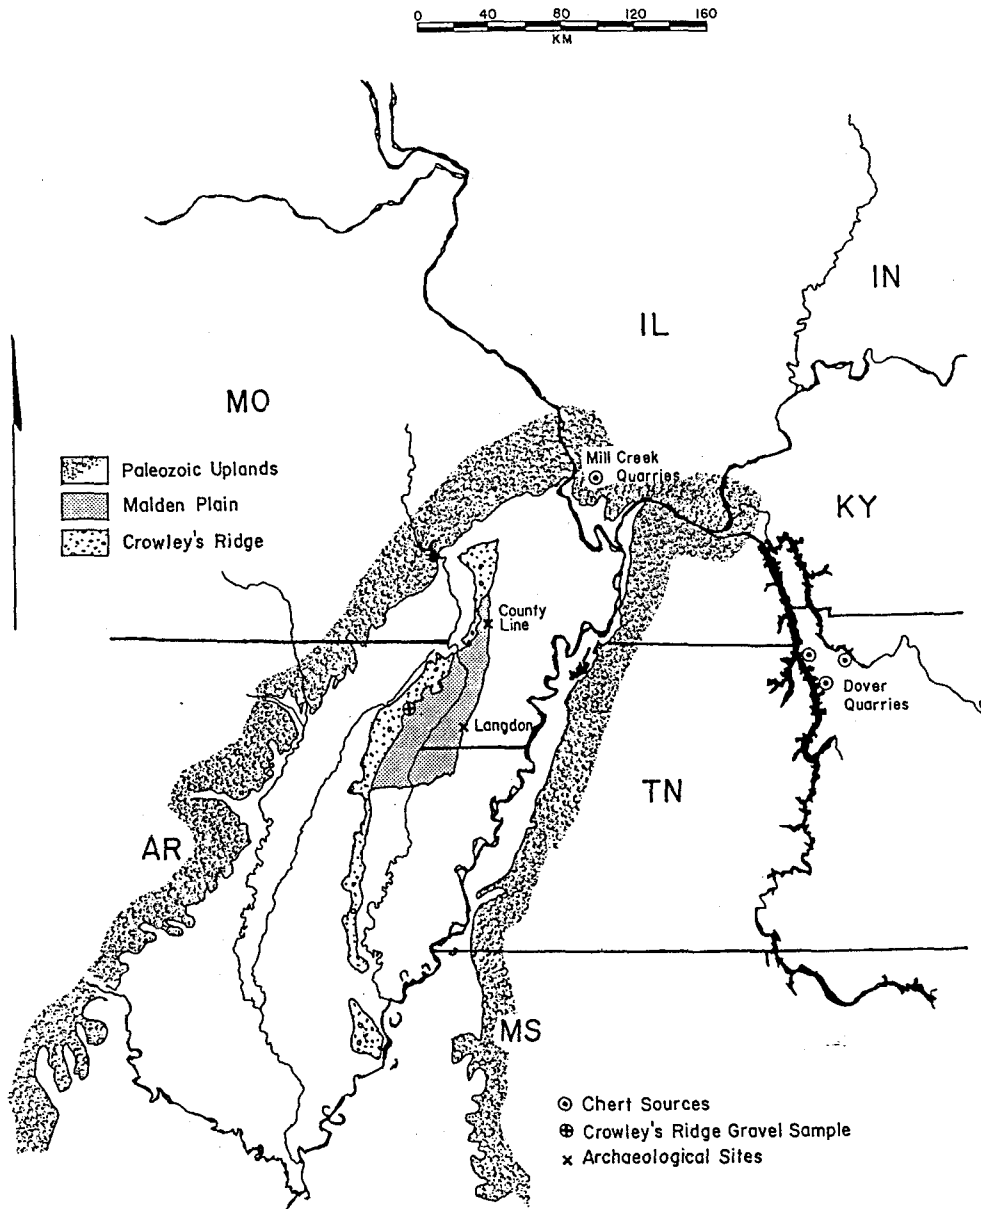 0 40 80 120 160
KM
IN
IL
MO
Mill Creek
Quarries
Paleozoic Uplands
Malden Plain
Crowley's Ridge
KY
County
Line
Dover
Quarries
Langdon
TN
AR
MS
Chert Sources
Crowley's Ridge Gravel Sample
Archaeological Sites